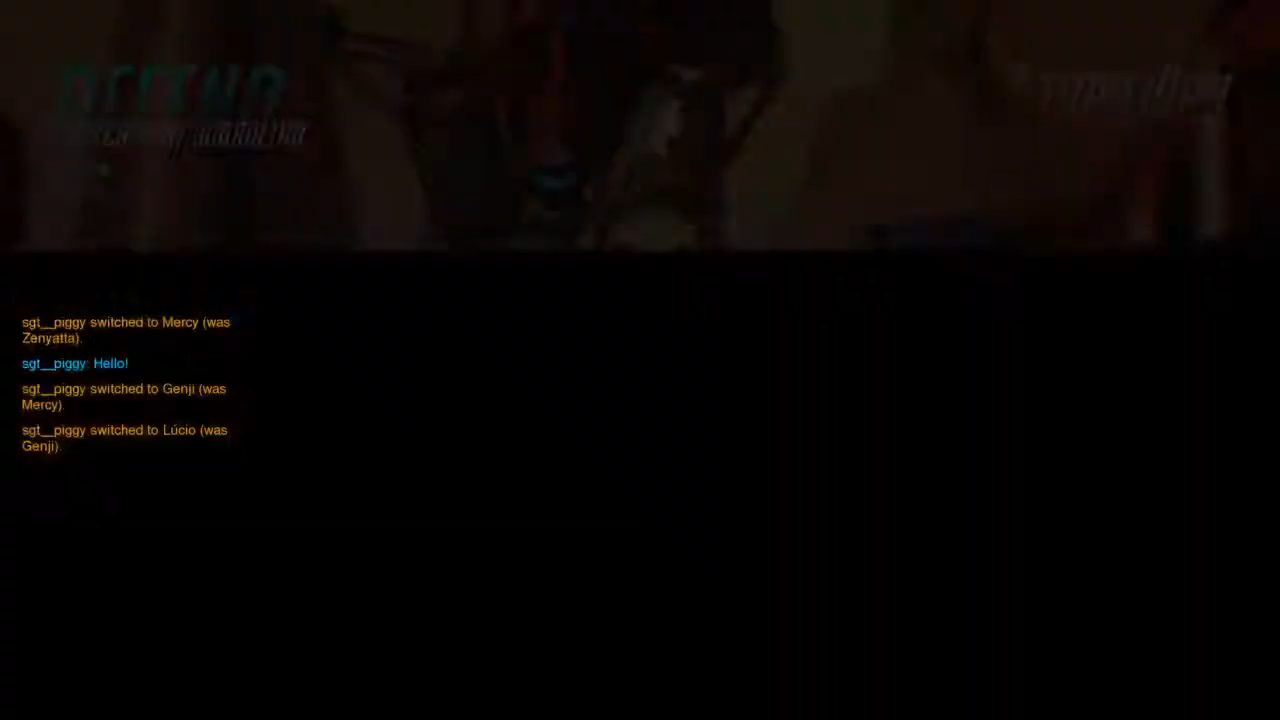 DEFEND
sgt__piggy switched to Mercy (was
Zenyatta).
sgt__piggy: Hello!
sgt__piggy switched to Genji (was
Mercy).
sgt__piggy switched to Lúcio (was
Genji).